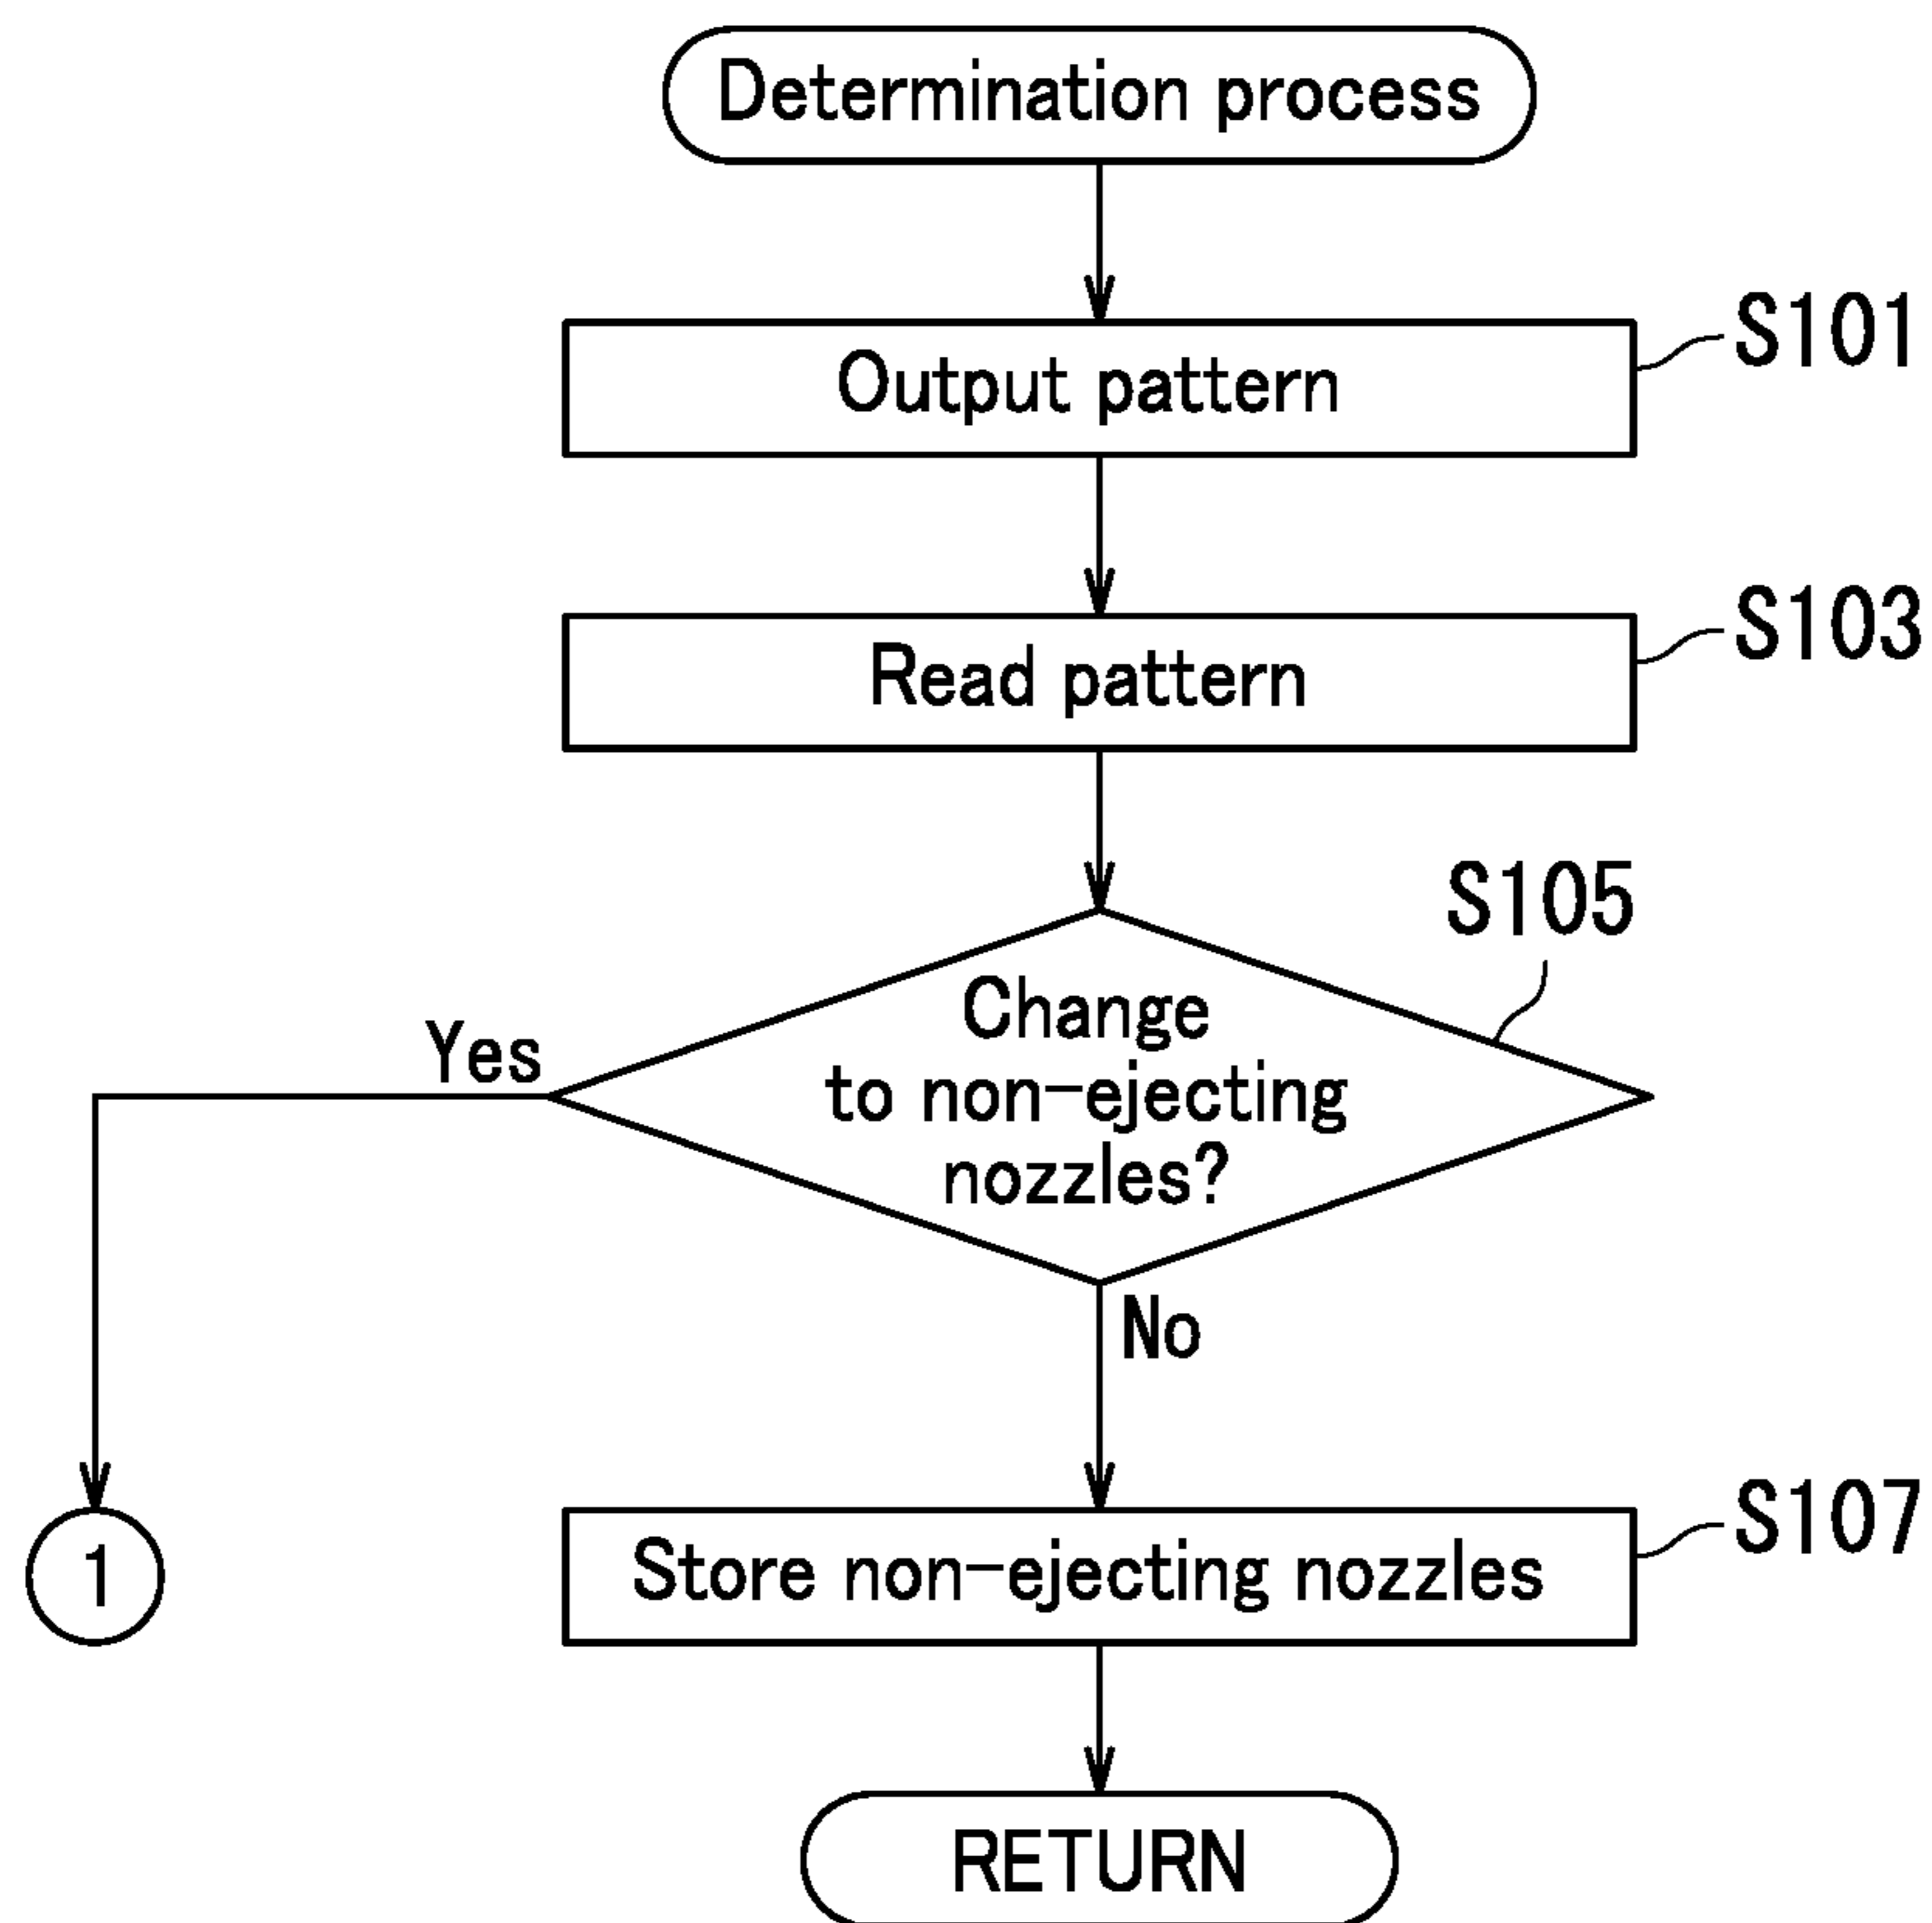 Determination process
S101
Output pattern
S103
Read pattern
S105
Change
to non-ejecting
nozzles?
Yes
No
1
S107
Store non-ejecting nozzles
RETURN